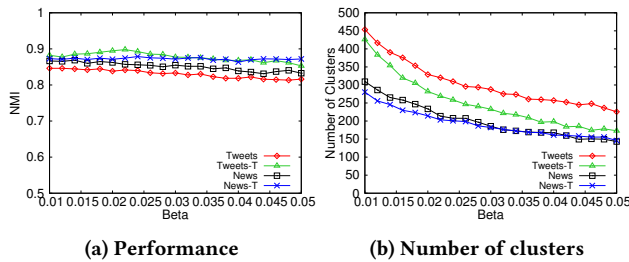 1
0.9
0.8
0.7
0.6
0.5
NMI
Tweets
Tweets-T
News
News-T
0.01 0.015 0.02 0.025 0.03 0.035 0.04 0.045 0.05
Beta
(a) Performance
500
450
400
350
300
250
200
150
100
50
0
Number of Clusters
Tweets
Tweets-T
News
News-T
0.01 0.015 0.02 0.025 0.03 0.035 0.04 0.045 0.05
Beta
(b) Number of clusters